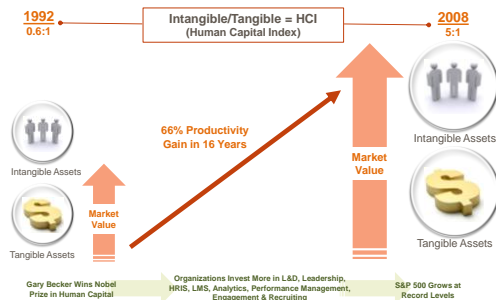 1992
0.6:1
Intangible/Tangible = HCI
(Human Capital Index)
2008
5:1
66% Productivity
Gain in 16 Years
Intangible Assets
Market
Value
Tangible Assets
Intangible Assets
Market
Value
Tangible Assets
Gary Becker Wins Nobel
Prize in Human Capital
Organizations Invest More in L&D, Leadership,
HRIS, LMS, Analytics, Performance Management,
Engagement & Recruiting
S&P 500 Grows at
Record Levels